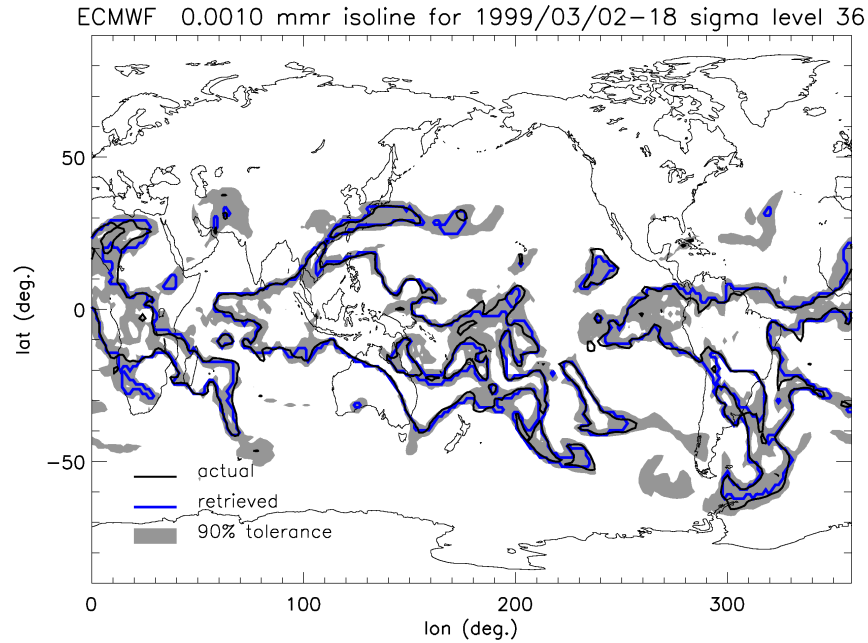 ECMWF 0.0010 mmr isoline for 1999/03/02-18 sigma level 36
50
0
-50
lat (deg.)
actual
retrieved
90% tolerance
0 100 200 300
lon (deg.)